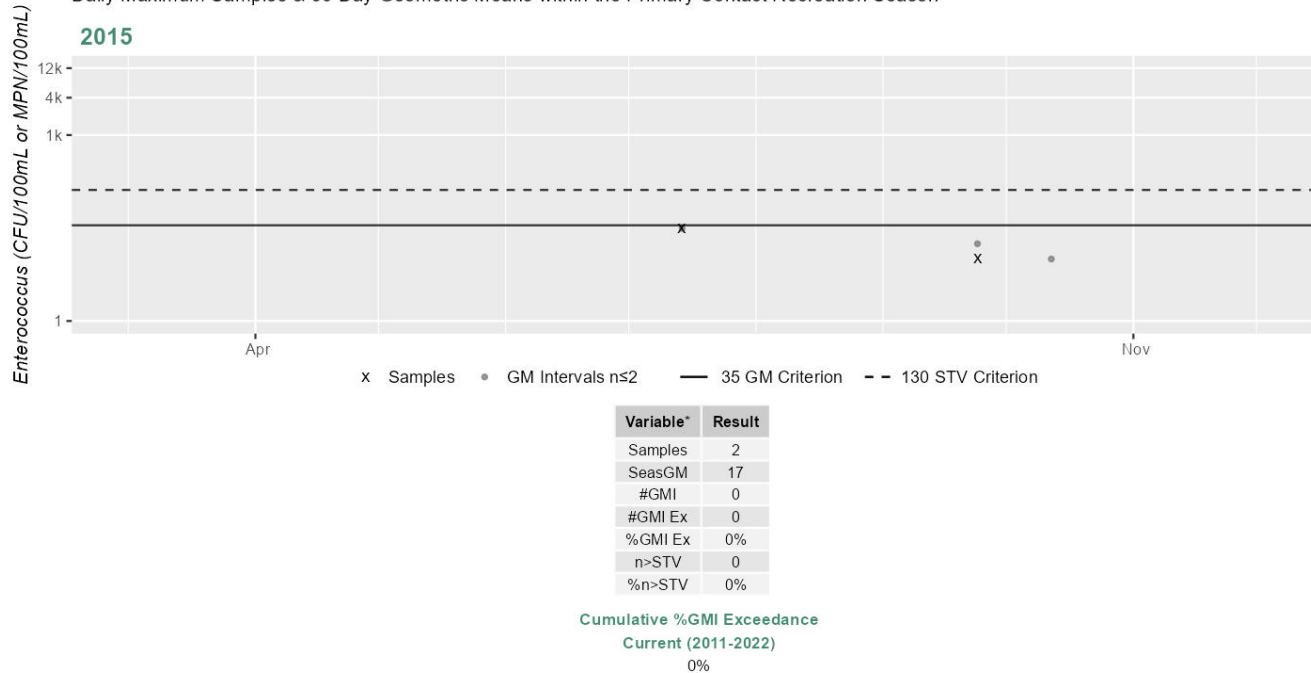 Daily Maximum Samples & 90-Day Geometric Means within the Primary Contact Recreation Season
2015
Enterococcus (CFU/100mL or MPN/100mL)
12k
4k
1k
1
Apr
Nov
x Samples
GM Intervals n≤2
35 GM Criterion
130 STV Criterion
Variable* Result
Samples 2
SeasGM 17
#GMI 0
#GMI Ex 0
%GMI Ex 0%
n>STV 0
%n>STV 0%
Cumulative %GMI Exceedance
Current (2011-2022)
0%